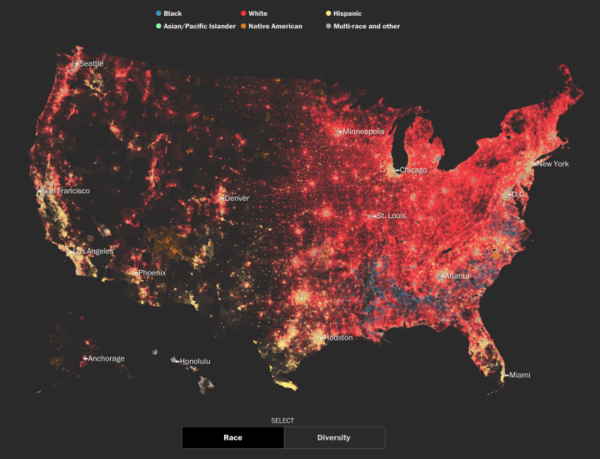 Black White Hispanic
Asian/Pacific Islander Native American Multi-race and other
Seattle
Minneapolis
New York
Chicago
San Francisco
Denver
D.C.
St. Louis
Los Angeles
Phoenix
Atlanta
Houston
Anchorage
Honolulu
Miami
SELECT
Race Diversity